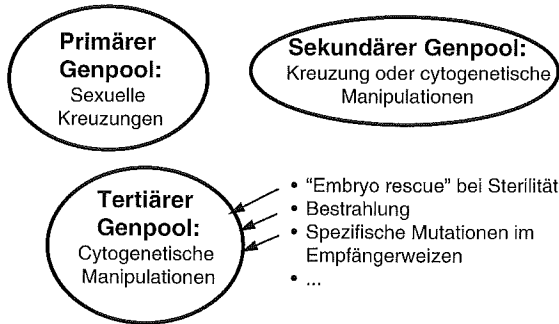 Primärer
Genpool:
Sexuelle
Kreuzungen
Sekundärer Genpool:
Kreuzung oder cytogenetische
Manipulationen
Tertiärer
Genpool:
Cytogenetische
Manipulationen
• "Embryo rescue" bei Sterilität
• Bestrahlung
• Spezifische Mutationen im
Empfängerweizen
• ...